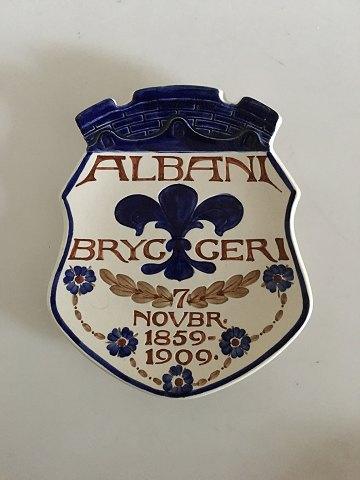 ALBANI
BRYGGERI
7
NOVBR.
1859-
1909.